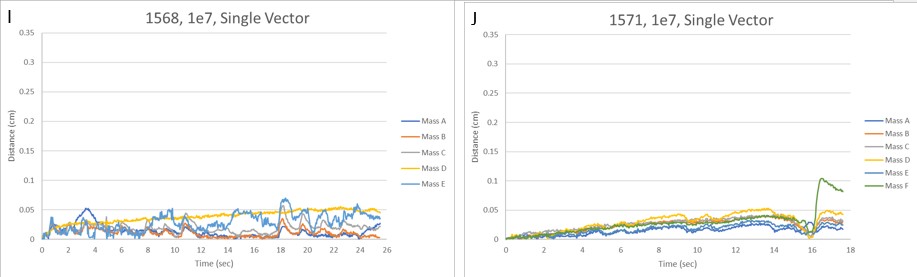 I
1568, 1e7, Single Vector
0.35
0.3
0.25
0.2
0.15
0.1
0.05
0
Distance (cm)
2 4 6 8 10 12 14 16 18 20 22 24 26
Time (sec)
Mass A
Mass B
Mass C
Mass D
Mass E
J
1571, 1e7, Single Vector
0.35
0.3
0.25
0.2
0.15
0.1
0.05
0
Distance (cm)
0 2 4 6 8 10 12 14 16 18
Time (sec)
Mass A
Mass B
Mass C
Mass D
Mass E
Mass F